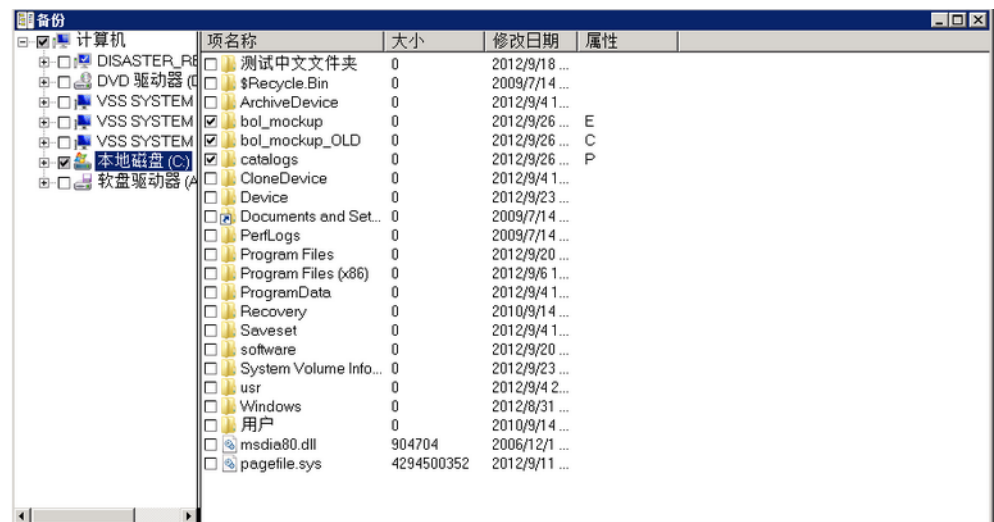 备份
计算机
DISASTER_RE
DVD 驱动器 (D
VSS SYSTEM
VSS SYSTEM
VSS SYSTEM
本地磁盘 (C:)
软盘驱动器 (A
项名称 大小 修改日期 属性
测试中文文件夹 0 2012/9/18 ...
$Recycle.Bin 0 2009/7/14 ...
ArchiveDevice 0 2012/9/4 1...
bol_mockup 0 2012/9/26 ... E
bol_mockup_OLD 0 2012/9/26 ... C
catalogs 0 2012/9/26 ... P
CloneDevice 0 2012/9/4 1...
Device 0 2012/9/23 ...
Documents and Set... 0 2009/7/14 ...
PerfLogs 0 2009/7/14 ...
Program Files 0 2012/9/20 ...
Program Files (x86) 0 2012/9/6 1...
ProgramData 0 2012/9/4 1...
Recovery 0 2010/9/14 ...
Saveset 0 2012/9/4 1...
software 0 2012/9/20 ...
System Volume Info... 0 2012/9/23 ...
usr 0 2012/9/4 2...
Windows 0 2012/8/31 ...
用户 0 2010/9/14 ...
msdia80.dll 904704 2006/12/1 ...
pagefile.sys 4294500352 2012/9/11 ...